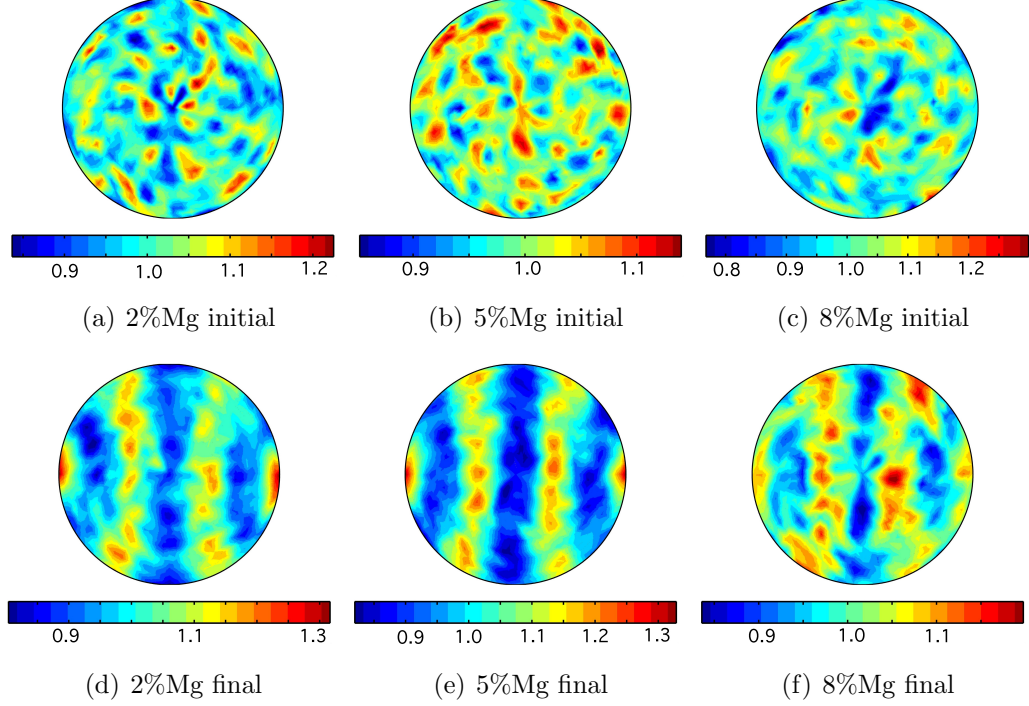 0.9 1.0 1.1 1.2
0.9 1.0 1.1
0.8 0.9 1.0 1.1 1.2
(a) 2%Mg initial
(b) 5%Mg initial
(c) 8%Mg initial
0.9 1.1 1.3
0.9 1.0 1.1 1.2 1.3
0.9 1.0 1.1
(d) 2%Mg final
(e) 5%Mg final
(f) 8%Mg final